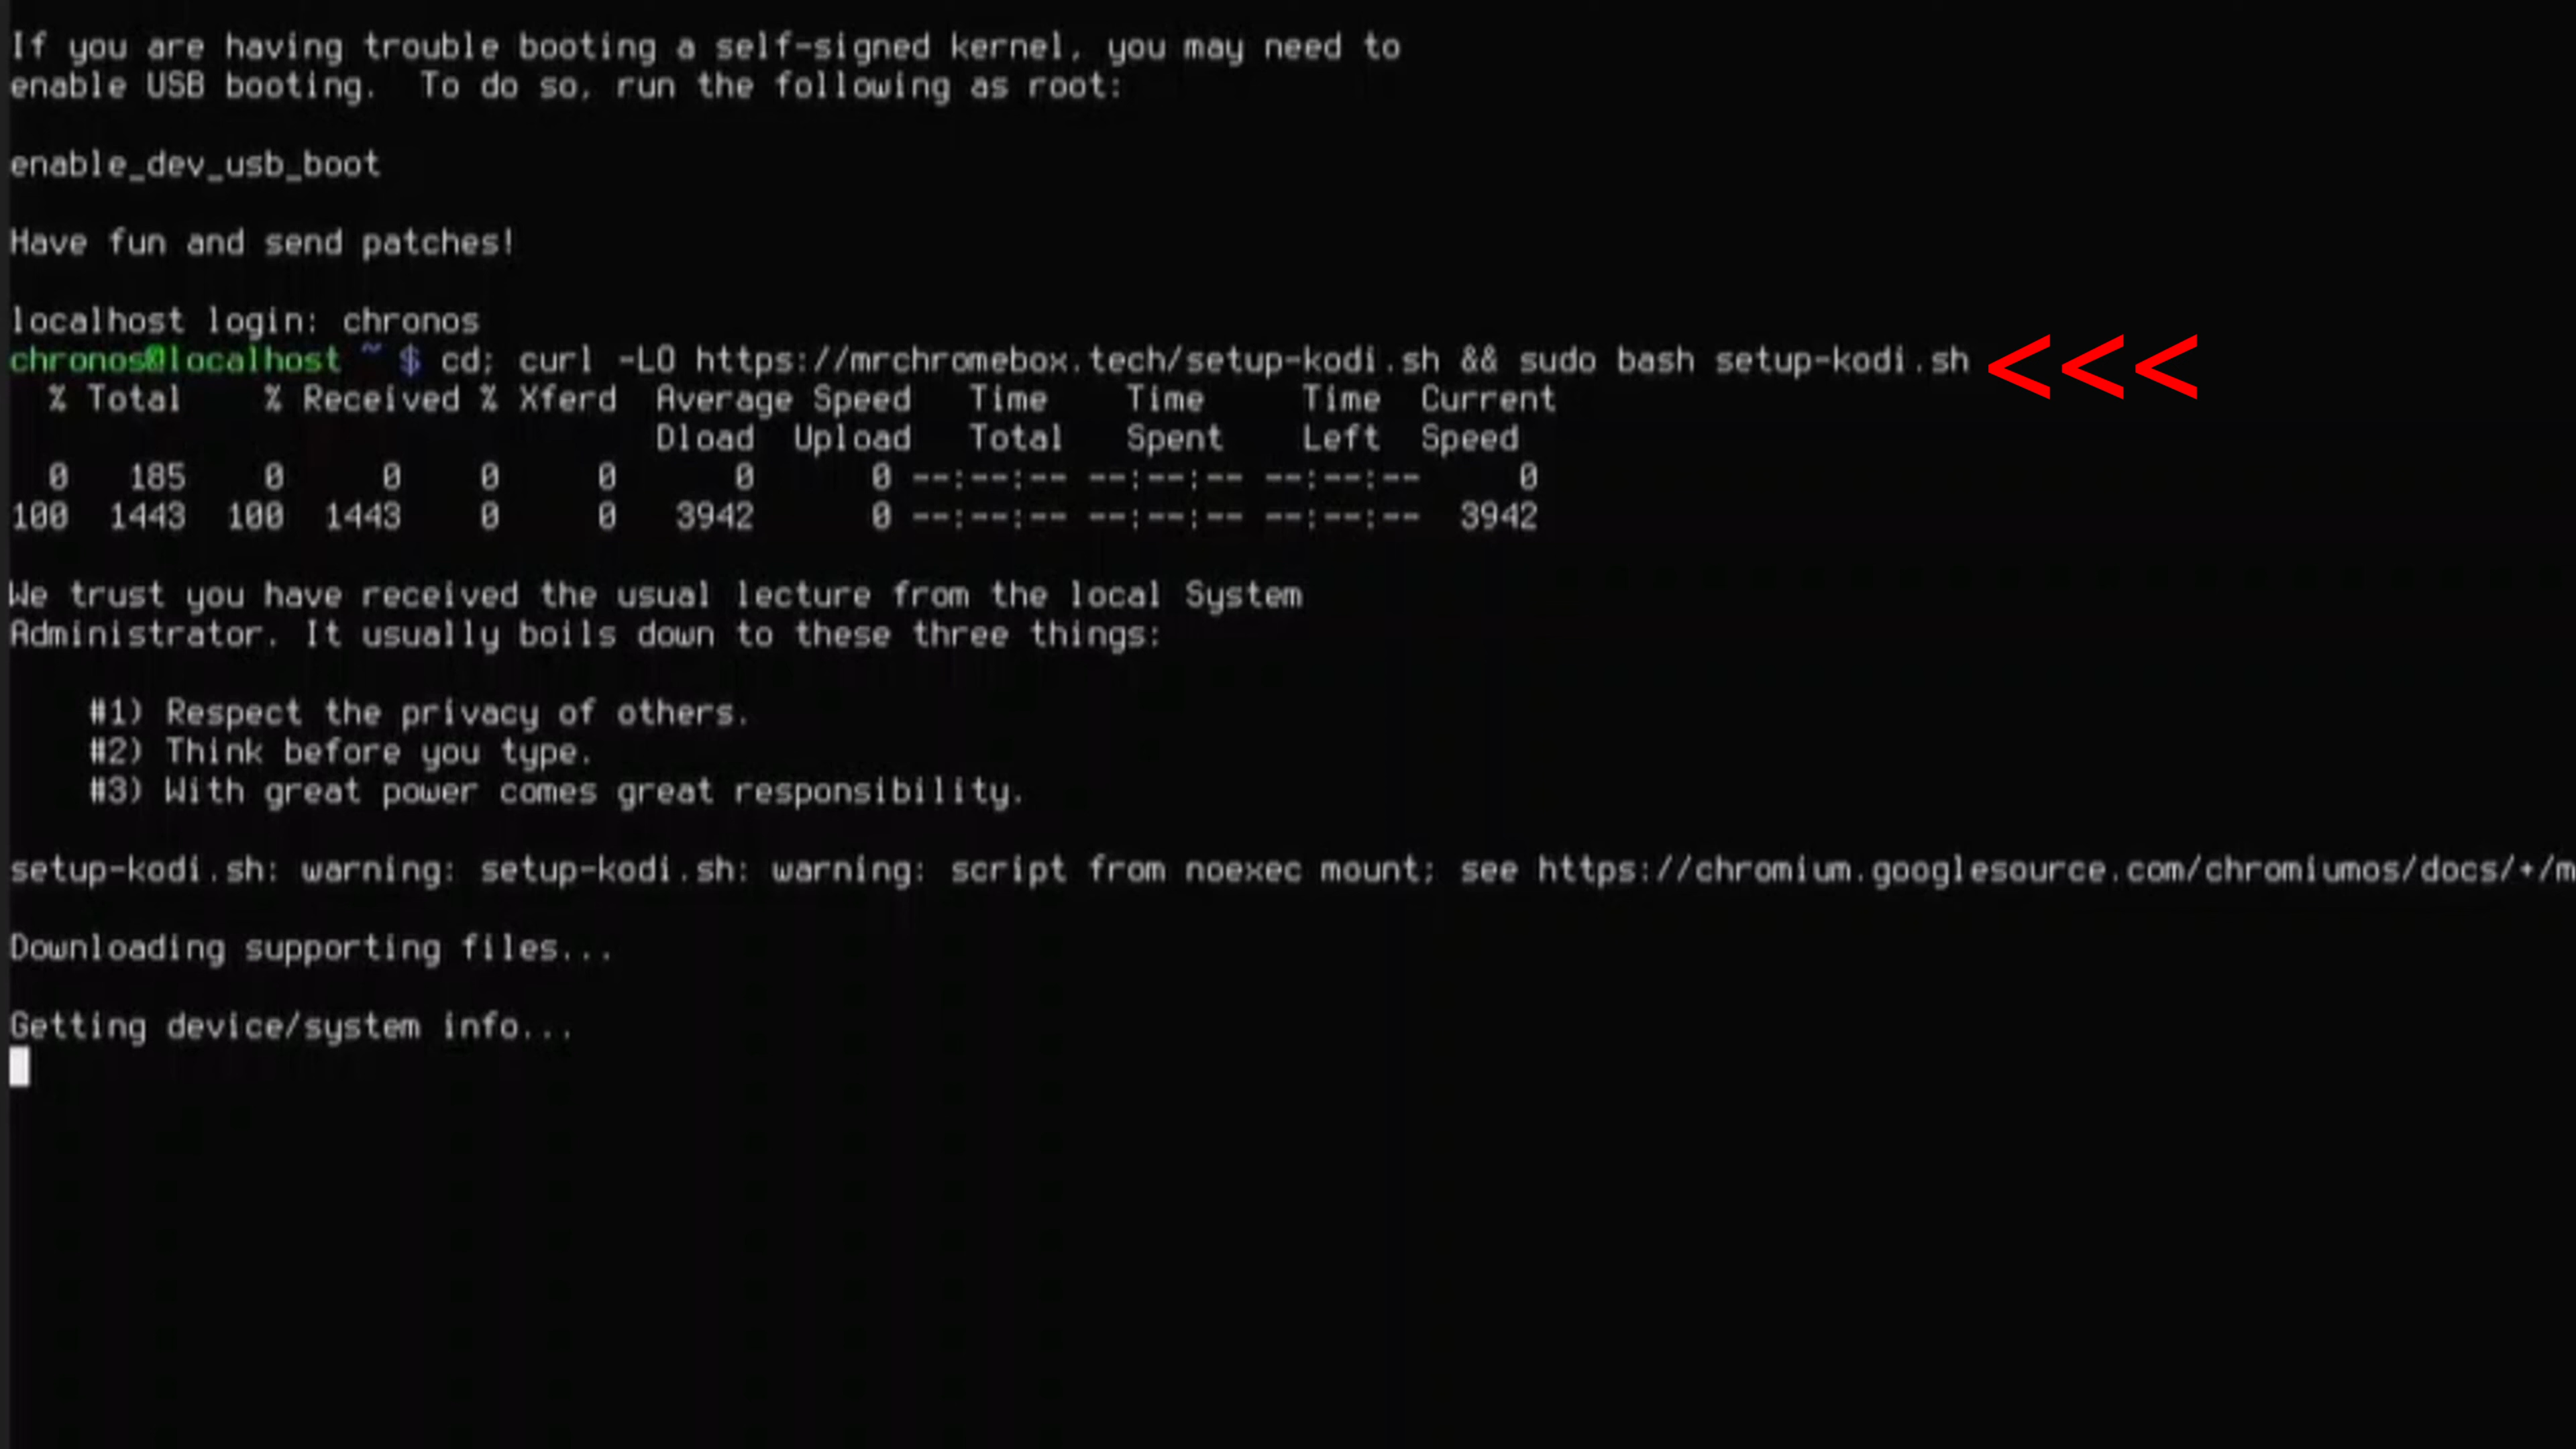 If you are having trouble booting a self-signed kernel, you may need to
enable USB booting.  To do so, run the following as root:
enable_dev_usb_boot
Have fun and send patches!
localhost login: chronos
chronos@localhost ~ $ cd; curl -LO https://mrchromebox.tech/setup-kodi.sh && sudo bash setup-kodi.sh <<<
% Total    % Received % Xferd  Average Speed   Time    Time     Time  Current
Dload  Upload   Total   Spent    Left  Speed
0   185    0     0    0     0      0      0 --:--:-- --:--:-- --:--:--     0
100  1443  100  1443    0     0   3942      0 --:--:-- --:--:-- --:--:--  3942
We trust you have received the usual lecture from the local System
Administrator. It usually boils down to these three things:
#1) Respect the privacy of others.
#2) Think before you type.
#3) With great power comes great responsibility.
setup-kodi.sh: warning: setup-kodi.sh: warning: script from noexec mount; see https://chromium.googlesource.com/chromiumos/docs/+/m
Downloading supporting files...
Getting device/system info...